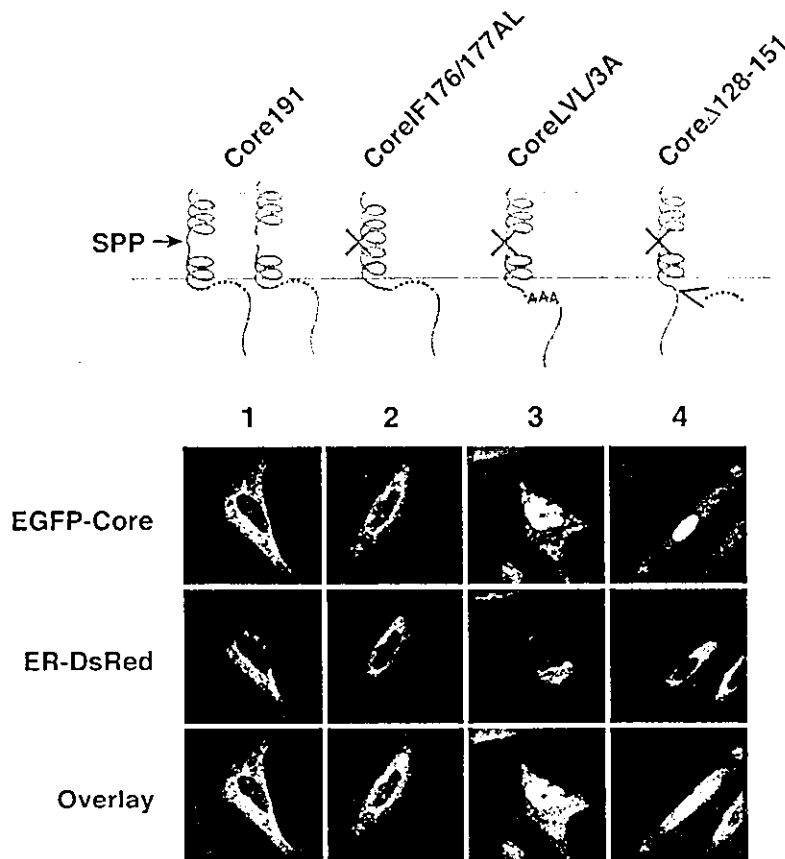 Core191
CoreIF176/177AL
CoreLVL/3A
CoreΔ128-151
SPP
AAA
1 2 3 4
EGFP-Core
ER-DsRed
Overlay